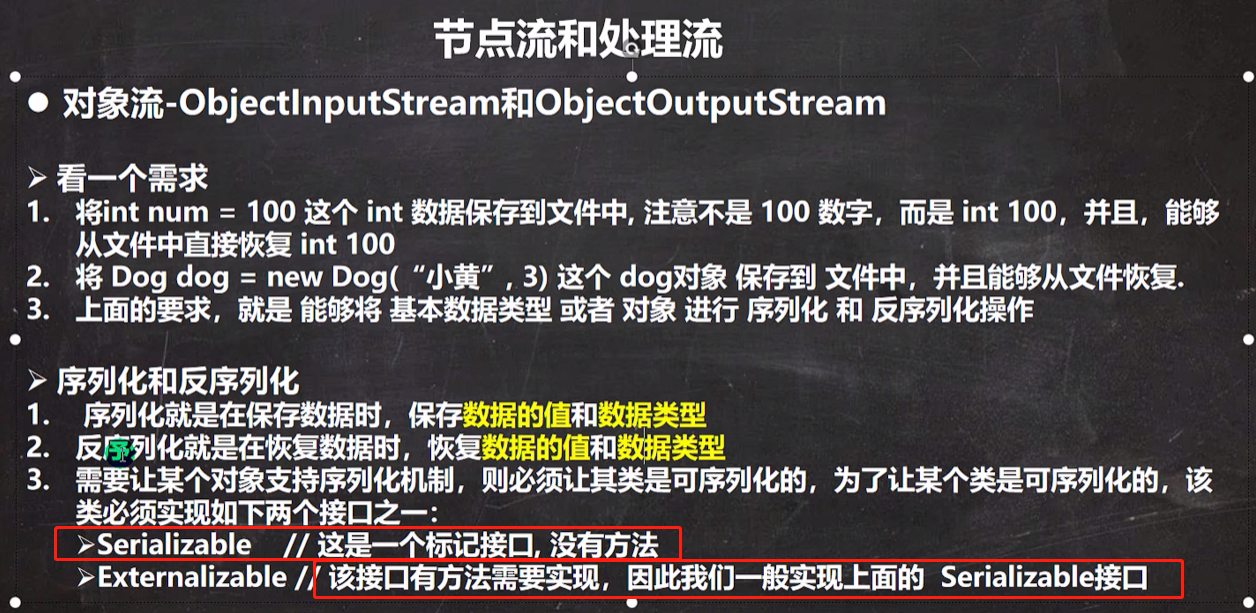 节点流和处理流
● 对象流-ObjectInputStream和ObjectOutputStream
➢ 看一个需求
1. 将int num = 100 这个 int 数据保存到文件中, 注意不是 100 数字，而是 int 100，并且，能够
从文件中直接恢复 int 100
2. 将 Dog dog = new Dog(“小黄”, 3) 这个 dog对象 保存到 文件中，并且能够从文件恢复.
3. 上面的要求，就是 能够将 基本数据类型 或者 对象 进行 序列化 和 反序列化操作
➢ 序列化和反序列化
1. 序列化就是在保存数据时，保存数据的值和数据类型
2. 反序列化就是在恢复数据时，恢复数据的值和数据类型
3. 需要让某个对象支持序列化机制，则必须让其类是可序列化的，为了让某个类是可序列化的，该
类必须实现如下两个接口之一：
➢Serializable // 这是一个标记接口, 没有方法
➢Externalizable // 该接口有方法需要实现，因此我们一般实现上面的 Serializable接口